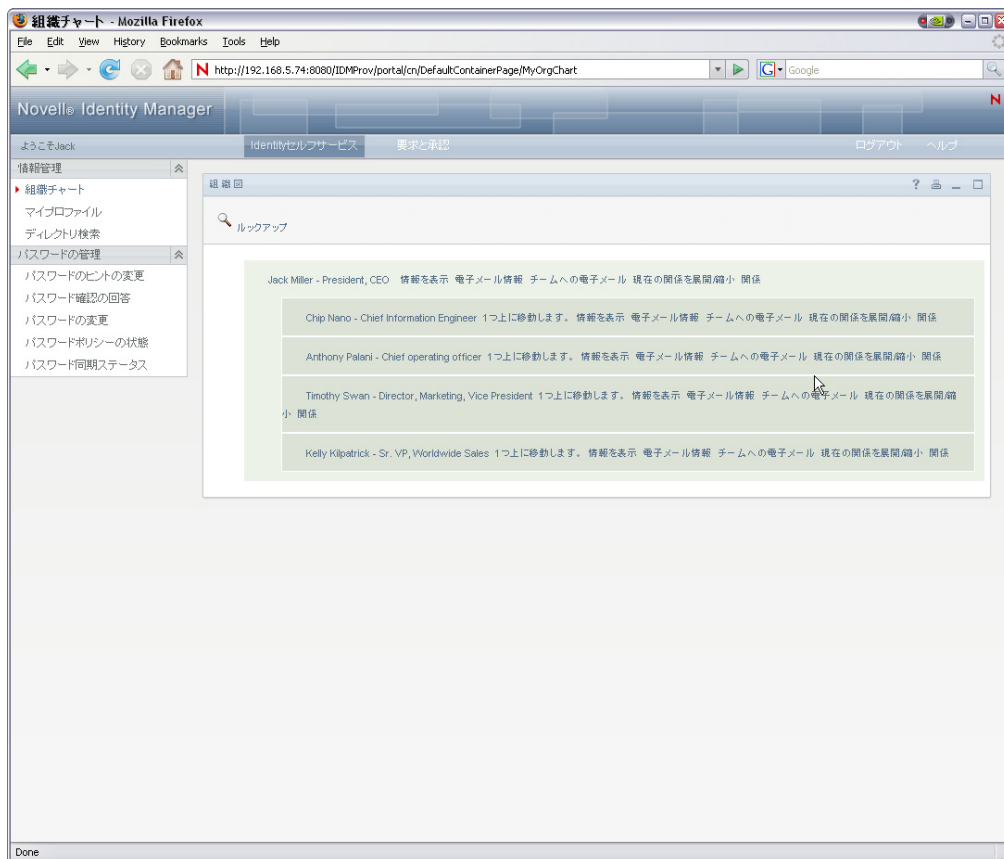 組織チャート - Mozilla Firefox
File Edit View History Bookmarks Tools Help
N http://192.168.5.74:8080/IDMProv/portal/cn/DefaultContainerPage/MyOrgChart
G Google
Novell® Identity Manager
N
ようこそJack
Identityセルフサービス
要求と承認
ログアウト
ヘルプ
情報管理
組織チャート
マイプロファイル
ディレクトリ検索
パスワードの管理
パスワードのヒントの変更
パスワード確認の回答
パスワードの変更
パスワードポリシーの状態
パスワード同期ステータス
組織図
?
ルックアップ
Jack Miller - President, CEO 情報を表示 電子メール情報 チームへの電子メール 現在の関係を展開/縮小 関係
Chip Nano - Chief Information Engineer 1つ上に移動します。 情報を表示 電子メール情報 チームへの電子メール 現在の関係を展開/縮小 関係
Anthony Palani - Chief operating officer 1つ上に移動します。 情報を表示 電子メール情報 チームへの電子メール 現在の関係を展開/縮小 関係
Timothy Swan - Director, Marketing, Vice President 1つ上に移動します。 情報を表示 電子メール情報 チームへの電子メール 現在の関係を展開/縮
小 関係
Kelly Kilpatrick - Sr. VP, Worldwide Sales 1つ上に移動します。 情報を表示 電子メール情報 チームへの電子メール 現在の関係を展開/縮小 関係
Done